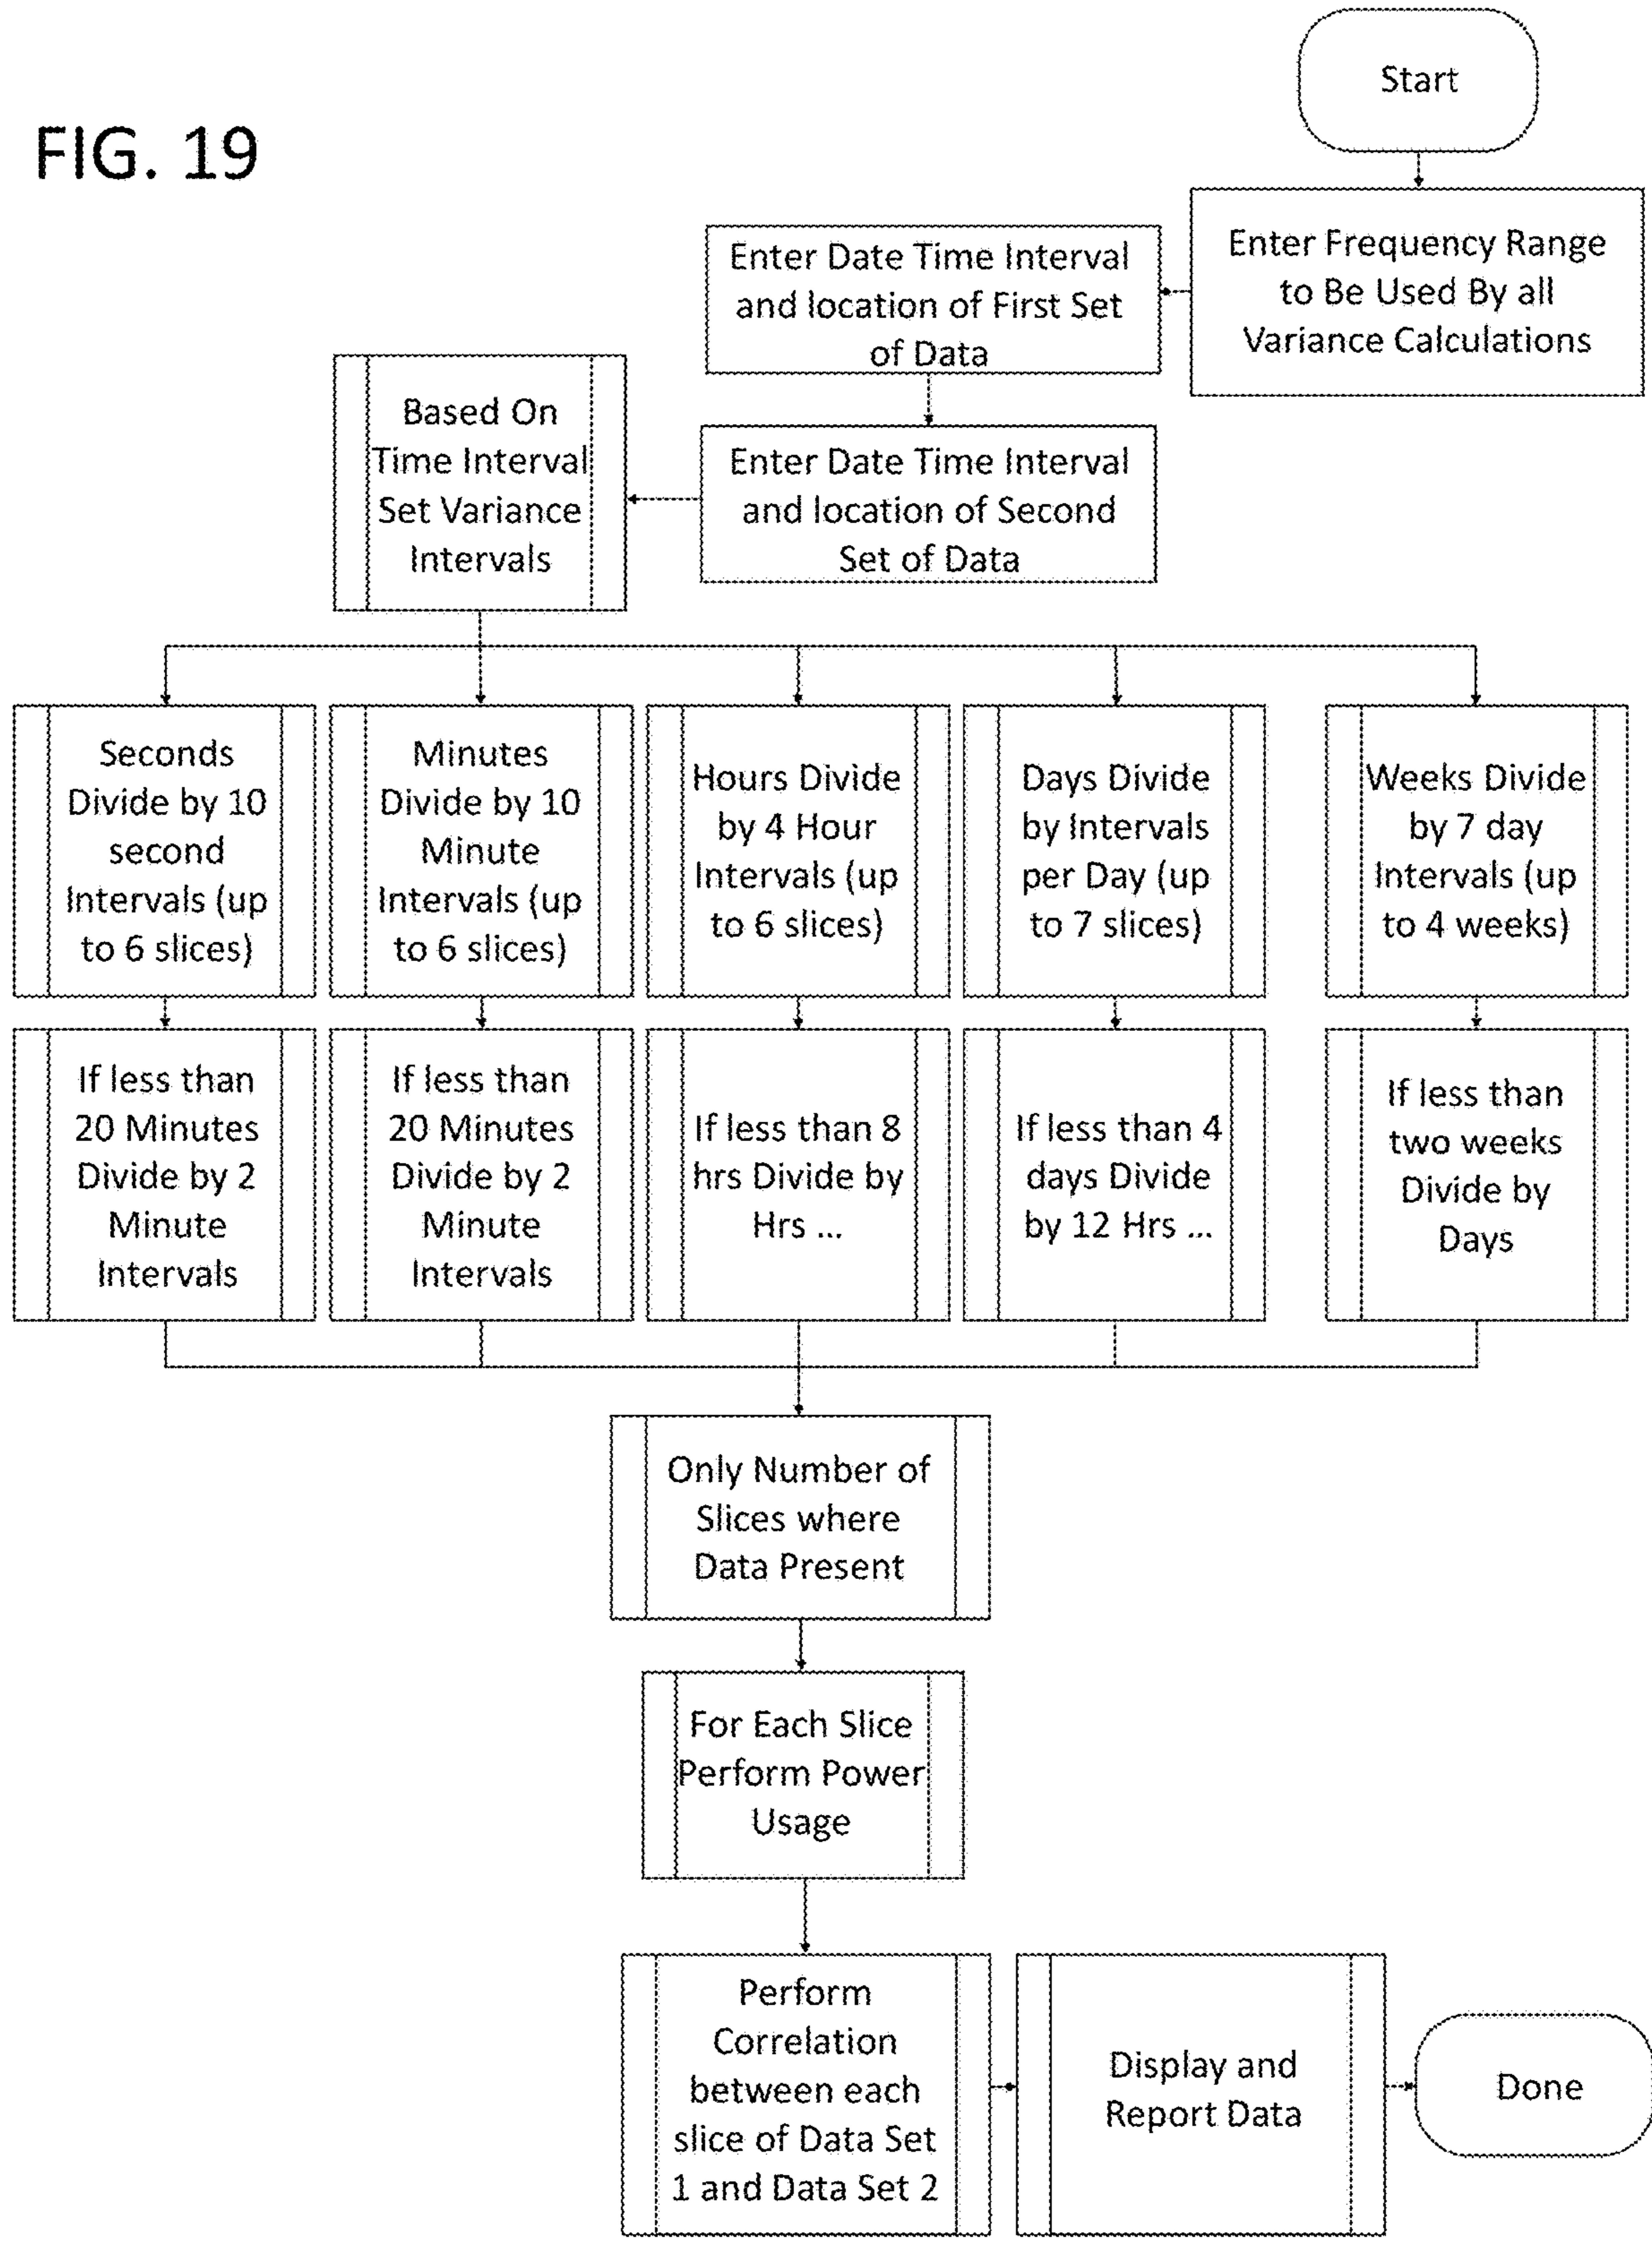 FIG. 19
Start
Enter Frequency Range
to Be Used By all
Variance Calculations
Enter Date Time Interval
and location of First Set
of Data
Enter Date Time Interval
and location of Second
Set of Data
Based On
Time Interval
Set Variance
Intervals
Seconds
Divide by 10
second
Intervals (up
to 6 slices)
Minutes
Divide by 10
Minute
Intervals (up
to 6 slices)
Hours Divide
by 4 Hour
Intervals (up
to 6 slices)
Days Divide
by Intervals
per Day (up
to 7 slices)
Weeks Divide
by 7 day
Intervals (up
to 4 weeks)
If less than
20 Minutes
Divide by 2
Minute
Intervals
If less than
20 Minutes
Divide by 2
Minute
Intervals
If less than 8
hrs Divide by
Hrs ...
If less than 4
days Divide
by 12 Hrs ...
If less than
two weeks
Divide by
Days
Only Number of
Slices where
Data Present
For Each Slice
Perform Power
Usage
Perform
Correlation
between each
slice of Data Set
1 and Data Set 2
Display and
Report Data
Done